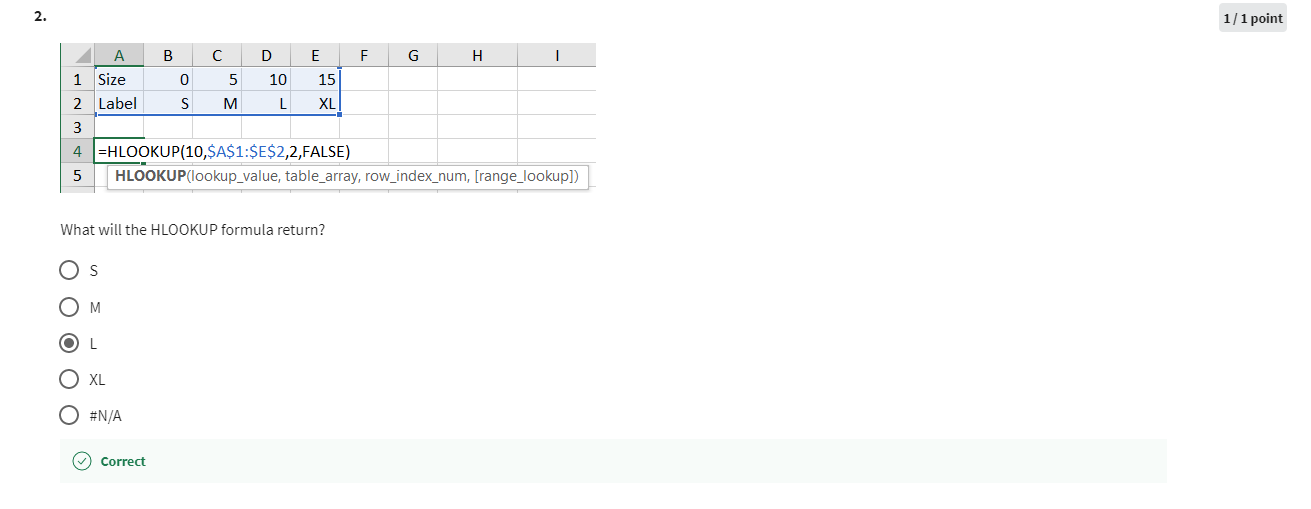 2.
1 / 1 point
A B C D E F G H I
1 Size 0 5 10 15
2 Label S M L XL
3
4 =HLOOKUP(10,$A$1:$E$2,2,FALSE)
5 HLOOKUP(lookup_value, table_array, row_index_num, [range_lookup])
What will the HLOOKUP formula return?
S
M
L
XL
#N/A
Correct